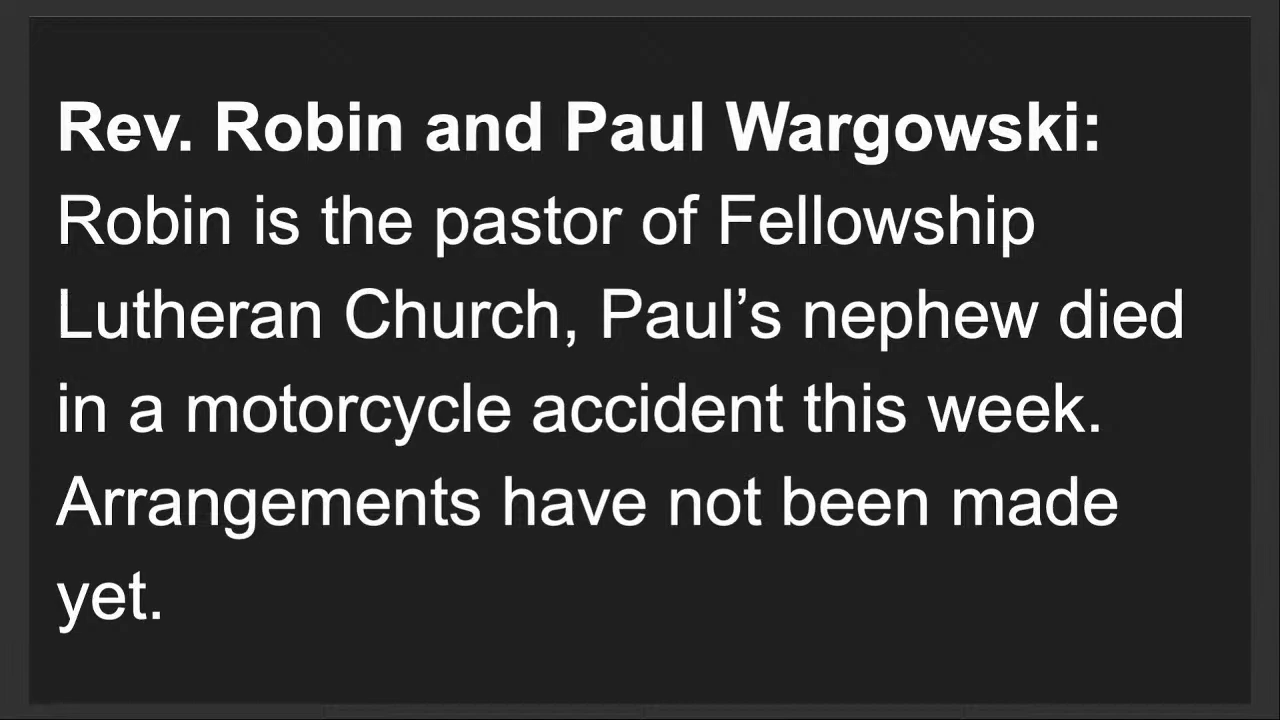 Rev. Robin and Paul Wargowski:
Robin is the pastor of Fellowship
Lutheran Church, Paul’s nephew died
in a motorcycle accident this week.
Arrangements have not been made
yet.